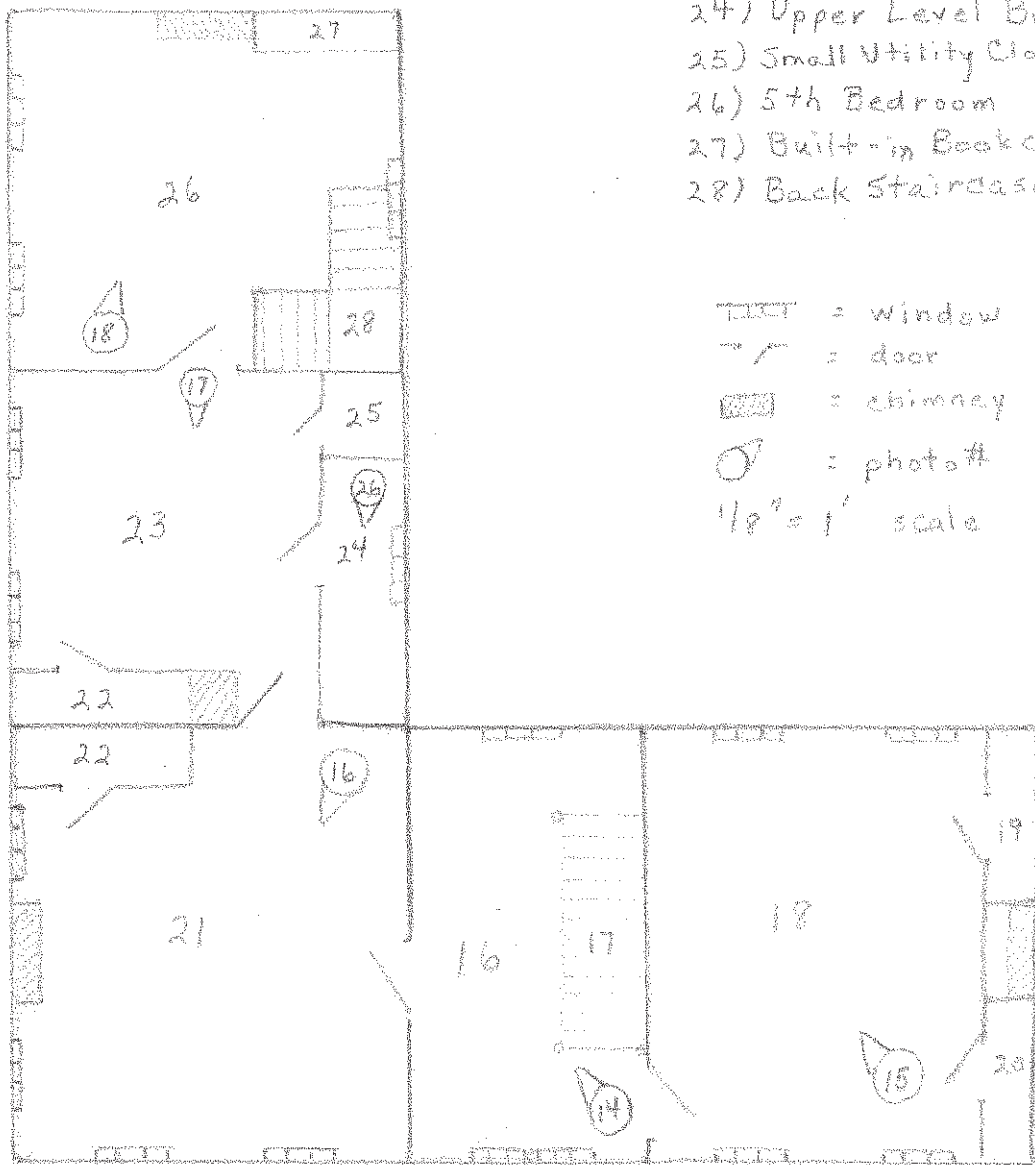 24) Upper Level
25) Small Utility
26) 5th Bedroom
27) Built-in
28) Back
= window
= door
= chimney
= photo #
1/8" = 1' scale
27
26
18
28
17
25
26
23
24
22
22
16
19
21
16
17
18
20
15
14